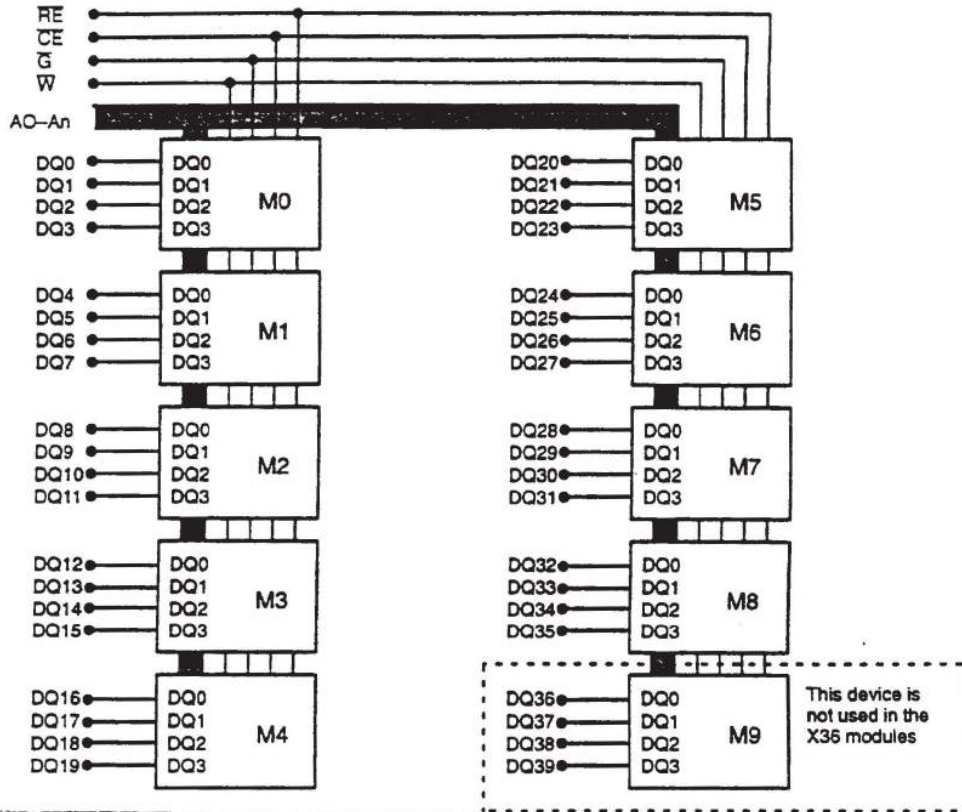 RE
CE
G
W
AO–An
DQ0 DQ0
DQ1 DQ1
DQ2 DQ2
DQ3 DQ3
M0
DQ4 DQ0
DQ5 DQ1
DQ6 DQ2
DQ7 DQ3
M1
DQ8 DQ0
DQ9 DQ1
DQ10 DQ2
DQ11 DQ3
M2
DQ12 DQ0
DQ13 DQ1
DQ14 DQ2
DQ15 DQ3
M3
DQ16 DQ0
DQ17 DQ1
DQ18 DQ2
DQ19 DQ3
M4
DQ20 DQ0
DQ21 DQ1
DQ22 DQ2
DQ23 DQ3
M5
DQ24 DQ0
DQ25 DQ1
DQ26 DQ2
DQ27 DQ3
M6
DQ28 DQ0
DQ29 DQ1
DQ30 DQ2
DQ31 DQ3
M7
DQ32 DQ0
DQ33 DQ1
DQ34 DQ2
DQ35 DQ3
M8
DQ36 DQ0
DQ37 DQ1
DQ38 DQ2
DQ39 DQ3
M9
This device is
not used in the
X36 modules